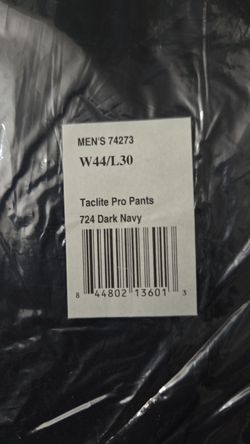 MEN'S 74273
W44/L30
Taclite Pro Pants
724 Dark Navy
8 44802 13601 3